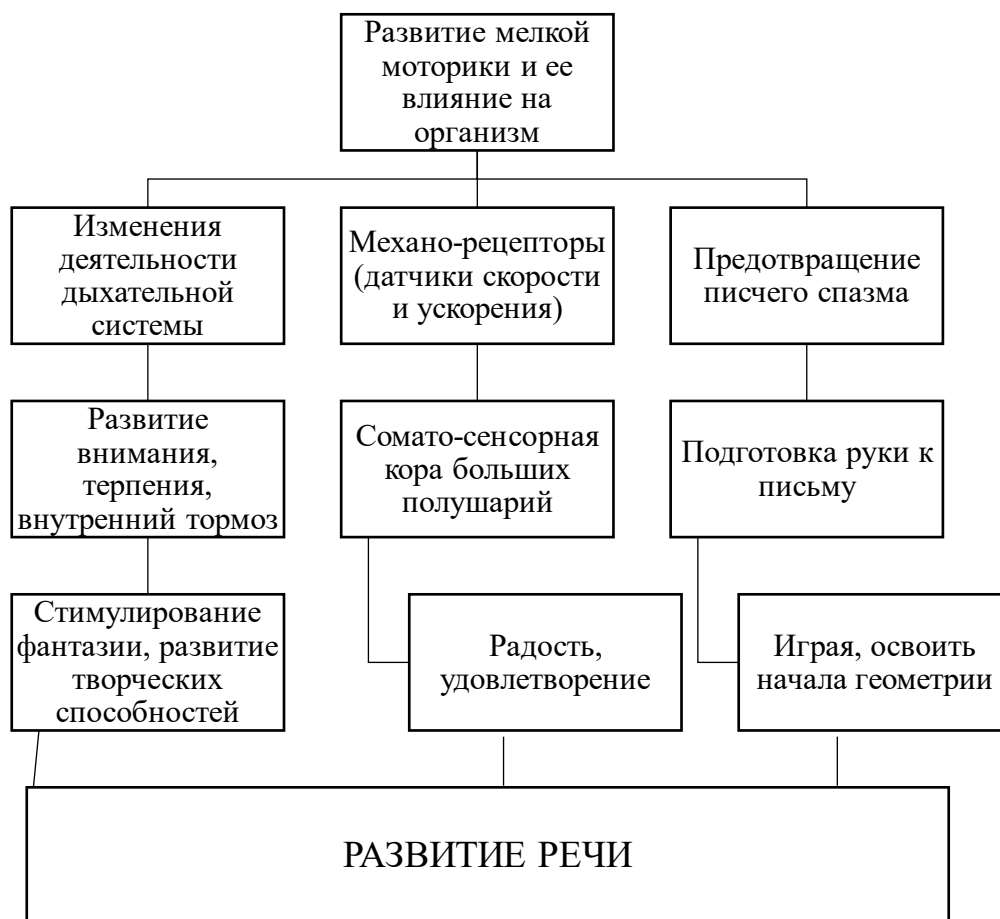 Развитие мелкой
моторики и ее
влияние на
организм
Изменения
деятельности
дыхательной
системы
Механо-рецепторы
(датчики скорости
и ускорения)
Предотвращение
писчего спазма
Развитие
внимания,
терпения,
внутренний тормоз
Сомато-сенсорная
кора больших
полушарий
Подготовка руки к
письму
Стимулирование
фантазии, развитие
творческих
способностей
Радость,
удовлетворение
Играя, освоить
начала геометрии
РАЗВИТИЕ РЕЧИ